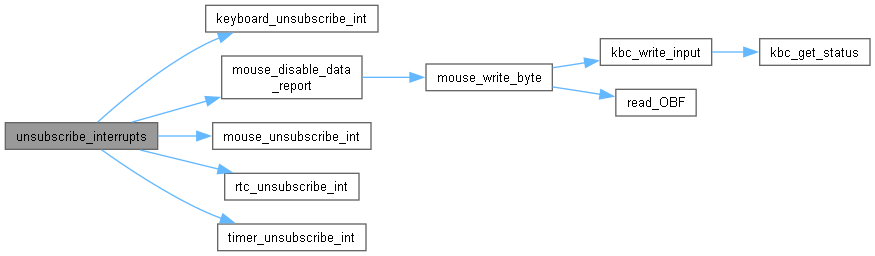 keyboard_unsubscribe_int
mouse_disable_data
_report
mouse_write_byte
kbc_write_input
kbc_get_status
read_OBF
unsubscribe_interrupts
mouse_unsubscribe_int
rtc_unsubscribe_int
timer_unsubscribe_int